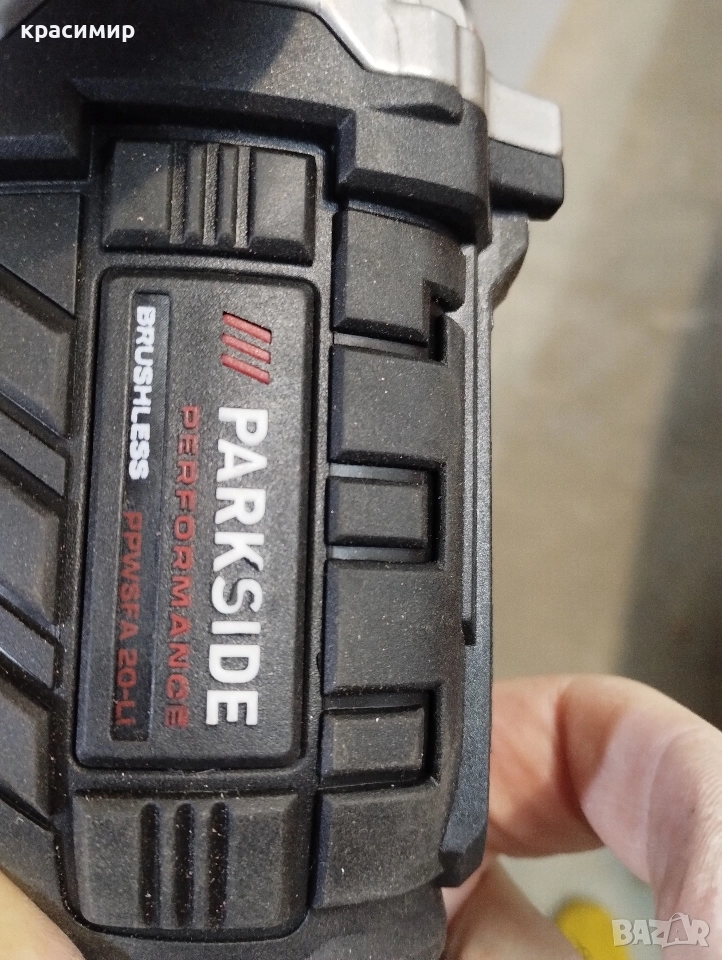 красимир
PARKSIDE
PERFORMANCE
BRUSHLESS PPWSFA 20-Li
BAZAR